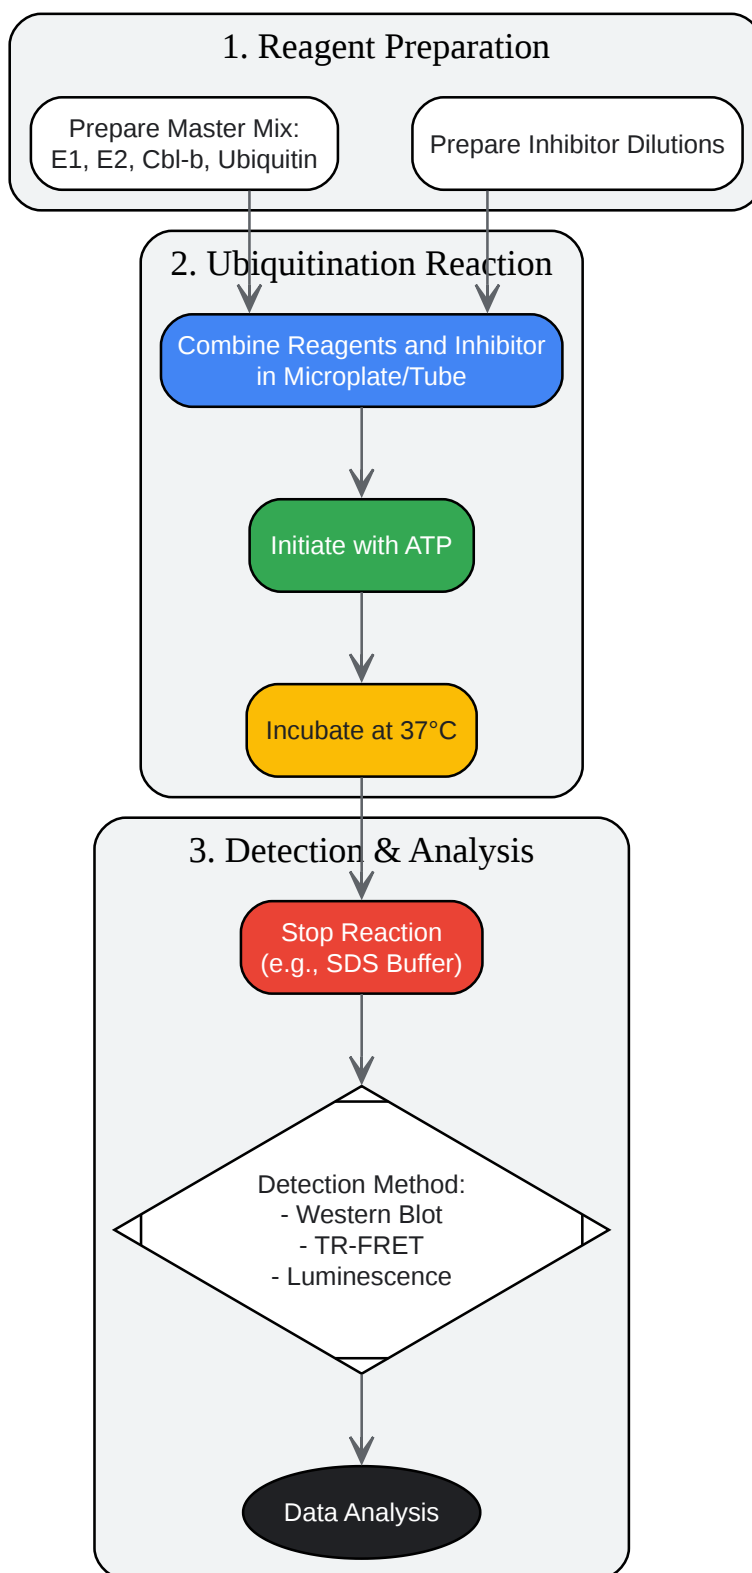 1. Reagent Preparation
Prepare Master Mix:
E1, E2, Cbl-b, Ubiquitin
Prepare Inhibitor Dilutions
2. Ubiquitination Reaction
Combine Reagents and Inhibitor
in Microplate/Tube
Initiate with ATP
Incubate at 37°C
3. Detection & Analysis
Stop Reaction
(e.g., SDS Buffer)
Detection Method:
- Western Blot
- TR-FRET
- Luminescence
Data Analysis